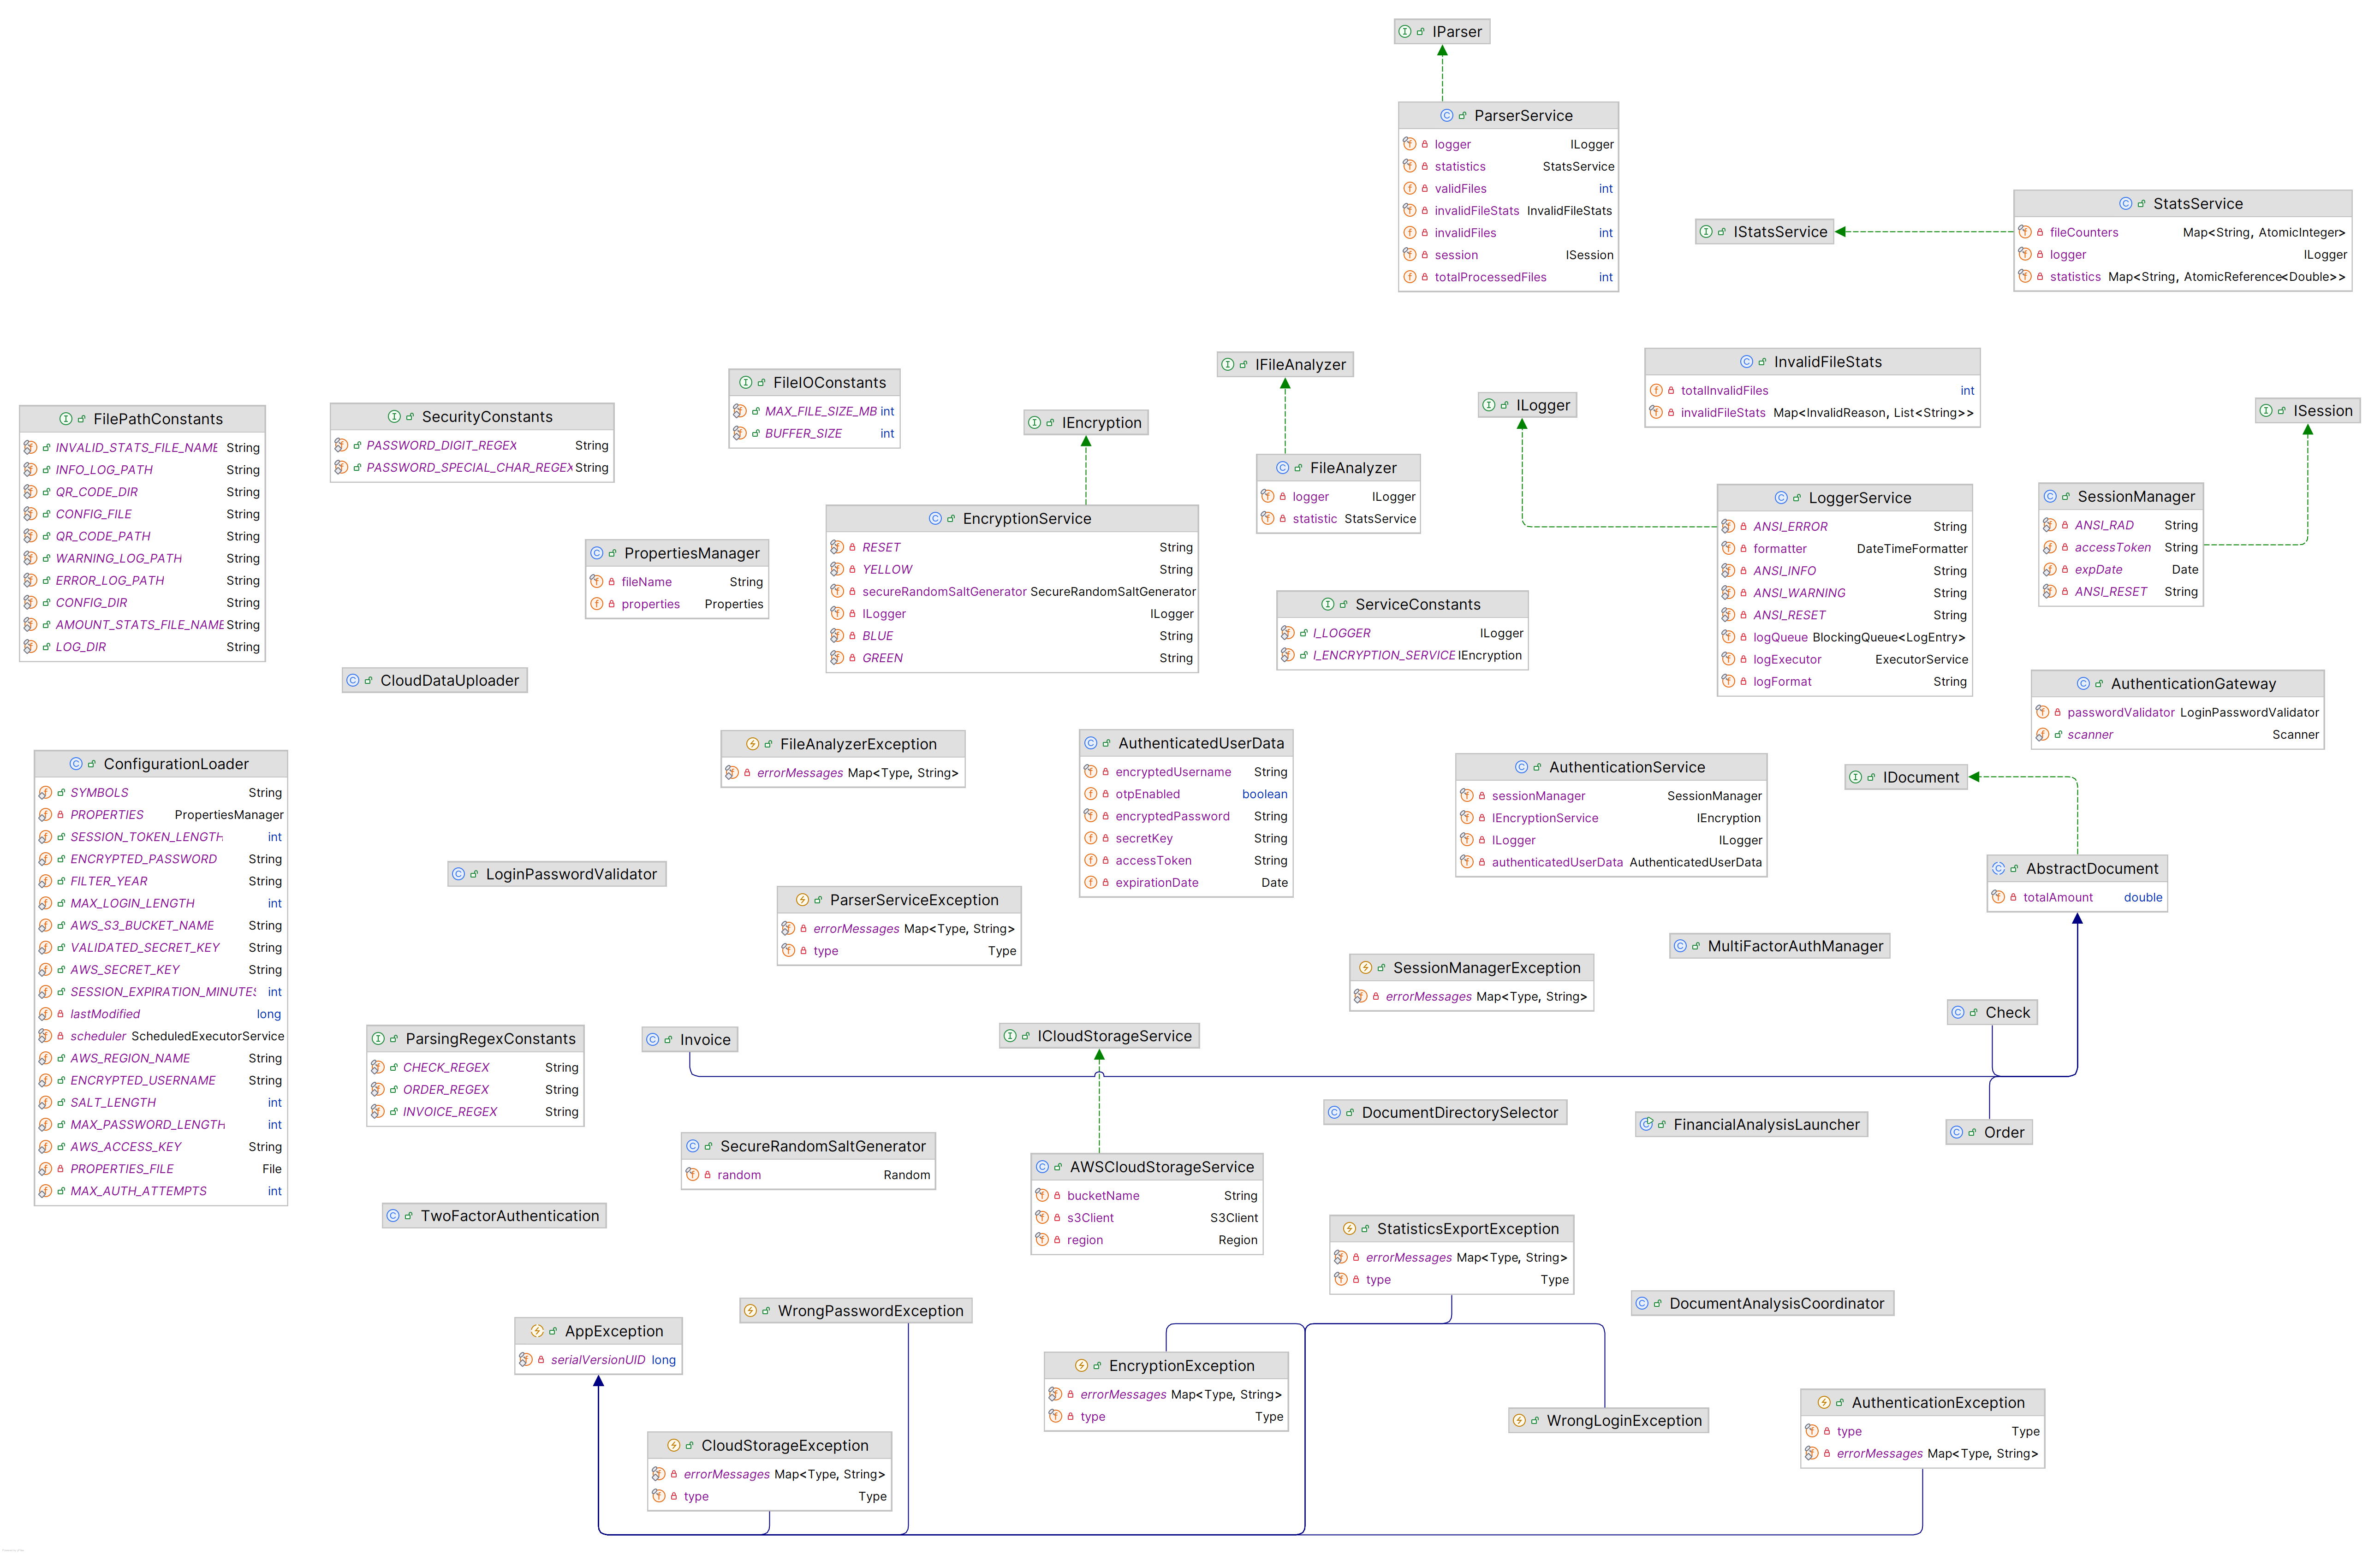 IParser
ParserService
logger ILogger
statistics StatsService
validFiles int
invalidFileStats InvalidFileStats
invalidFiles int
session ISession
totalProcessedFiles int
IStatsService
StatsService
fileCounters Map<String, AtomicInteger>
logger ILogger
statistics Map<String, AtomicReference<Double>>
FilePathConstants
INVALID_STATS_FILE_NAME String
INFO_LOG_PATH String
QR_CODE_DIR String
CONFIG_FILE String
QR_CODE_PATH String
WARNING_LOG_PATH String
ERROR_LOG_PATH String
CONFIG_DIR String
AMOUNT_STATS_FILE_NAME String
LOG_DIR String
SecurityConstants
PASSWORD_DIGIT_REGEX String
PASSWORD_SPECIAL_CHAR_REGEX String
FileIOConstants
MAX_FILE_SIZE_MB int
BUFFER_SIZE int
IEncryption
IFileAnalyzer
FileAnalyzer
logger ILogger
statistic StatsService
ILogger
InvalidFileStats
totalInvalidFiles int
invalidFileStats Map<InvalidReason, List<String>>
ISession
PropertiesManager
fileName String
properties Properties
EncryptionService
RESET String
YELLOW String
secureRandomSaltGenerator SecureRandomSaltGenerator
ILogger ILogger
BLUE String
GREEN String
ServiceConstants
I_LOGGER ILogger
I_ENCRYPTION_SERVICE IEncryption
LoggerService
ANSI_ERROR String
formatter DateTimeFormatter
ANSI_INFO String
ANSI_WARNING String
ANSI_RESET String
logQueue BlockingQueue<LogEntry>
logExecutor ExecutorService
logFormat String
SessionManager
ANSI_RAD String
accessToken String
expDate Date
ANSI_RESET String
CloudDataUploader
AuthenticationGateway
passwordValidator LoginPasswordValidator
scanner Scanner
ConfigurationLoader
SYMBOLS String
PROPERTIES PropertiesManager
SESSION_TOKEN_LENGTH int
ENCRYPTED_PASSWORD String
FILTER_YEAR String
MAX_LOGIN_LENGTH int
AWS_S3_BUCKET_NAME String
VALIDATED_SECRET_KEY String
AWS_SECRET_KEY String
SESSION_EXPIRATION_MINUTES int
lastModified long
scheduler ScheduledExecutorService
AWS_REGION_NAME String
ENCRYPTED_USERNAME String
SALT_LENGTH int
MAX_PASSWORD_LENGTH int
AWS_ACCESS_KEY String
PROPERTIES_FILE File
MAX_AUTH_ATTEMPTS int
FileAnalyzerException
errorMessages Map<Type, String>
AuthenticatedUserData
encryptedUsername String
otpEnabled boolean
encryptedPassword String
secretKey String
accessToken String
expirationDate Date
AuthenticationService
sessionManager SessionManager
IEncryptionService IEncryption
ILogger ILogger
authenticatedUserData AuthenticatedUserData
IDocument
AbstractDocument
totalAmount double
LoginPasswordValidator
ParserServiceException
errorMessages Map<Type, String>
type Type
MultiFactorAuthManager
SessionManagerException
errorMessages Map<Type, String>
Check
ParsingRegexConstants
CHECK_REGEX String
ORDER_REGEX String
INVOICE_REGEX String
Invoice
ICloudStorageService
DocumentDirectorySelector
FinancialAnalysisLauncher
Order
SecureRandomSaltGenerator
random Random
AWSCloudStorageService
bucketName String
s3Client S3Client
region Region
TwoFactorAuthentication
StatisticsExportException
errorMessages Map<Type, String>
type Type
WrongPasswordException
DocumentAnalysisCoordinator
AppException
serialVersionUID long
EncryptionException
errorMessages Map<Type, String>
type Type
WrongLoginException
AuthenticationException
type Type
errorMessages Map<Type, String>
CloudStorageException
errorMessages Map<Type, String>
type Type